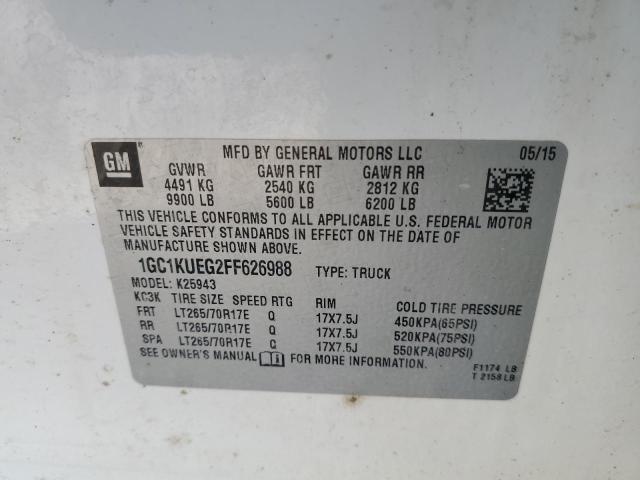 GM
MFD BY GENERAL MOTORS LLC 05/15
GVWR GAWR FRT GAWR RR
4491 KG 2540 KG 2812 KG
9900 LB 5600 LB 6200 LB
THIS VEHICLE CONFORMS TO ALL APPLICABLE U.S. FEDERAL MOTOR
VEHICLE SAFETY STANDARDS IN EFFECT ON THE DATE OF
MANUFACTURE SHOWN ABOVE.
1GC1KUEG2FF626988 TYPE: TRUCK
MODEL: K25943
KC3K TIRE SIZE SPEED RTG RIM COLD TIRE PRESSURE
FRT LT265/70R17E Q 17X7.5J 450KPA(65PSI)
RR LT265/70R17E Q 17X7.5J 520KPA(75PSI)
SPA LT265/70R17E Q 17X7.5J 550KPA(80PSI)
SEE OWNER'S MANUAL FOR MORE INFORMATION.
F1174 LB
T 2158 LB